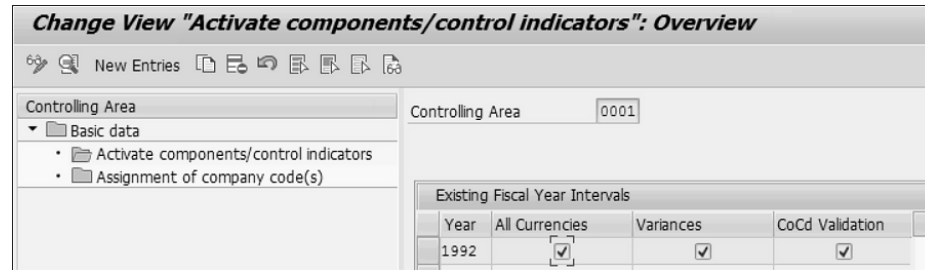 Change View "Activate components/control indicators": Overview
New Entries
Controlling Area
Basic data
Activate components/control indicators
Assignment of company code(s)
Controlling Area 0001
Existing Fiscal Year Intervals
Year All Currencies Variances CoCd Validation
1992